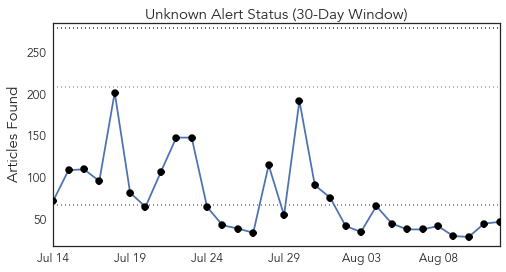 Unknown Alert Status (30-Day Window)
Articles Found
250
200
150
100
50
Jul 14 Jul 19 Jul 24 Jul 29 Aug 03 Aug 08